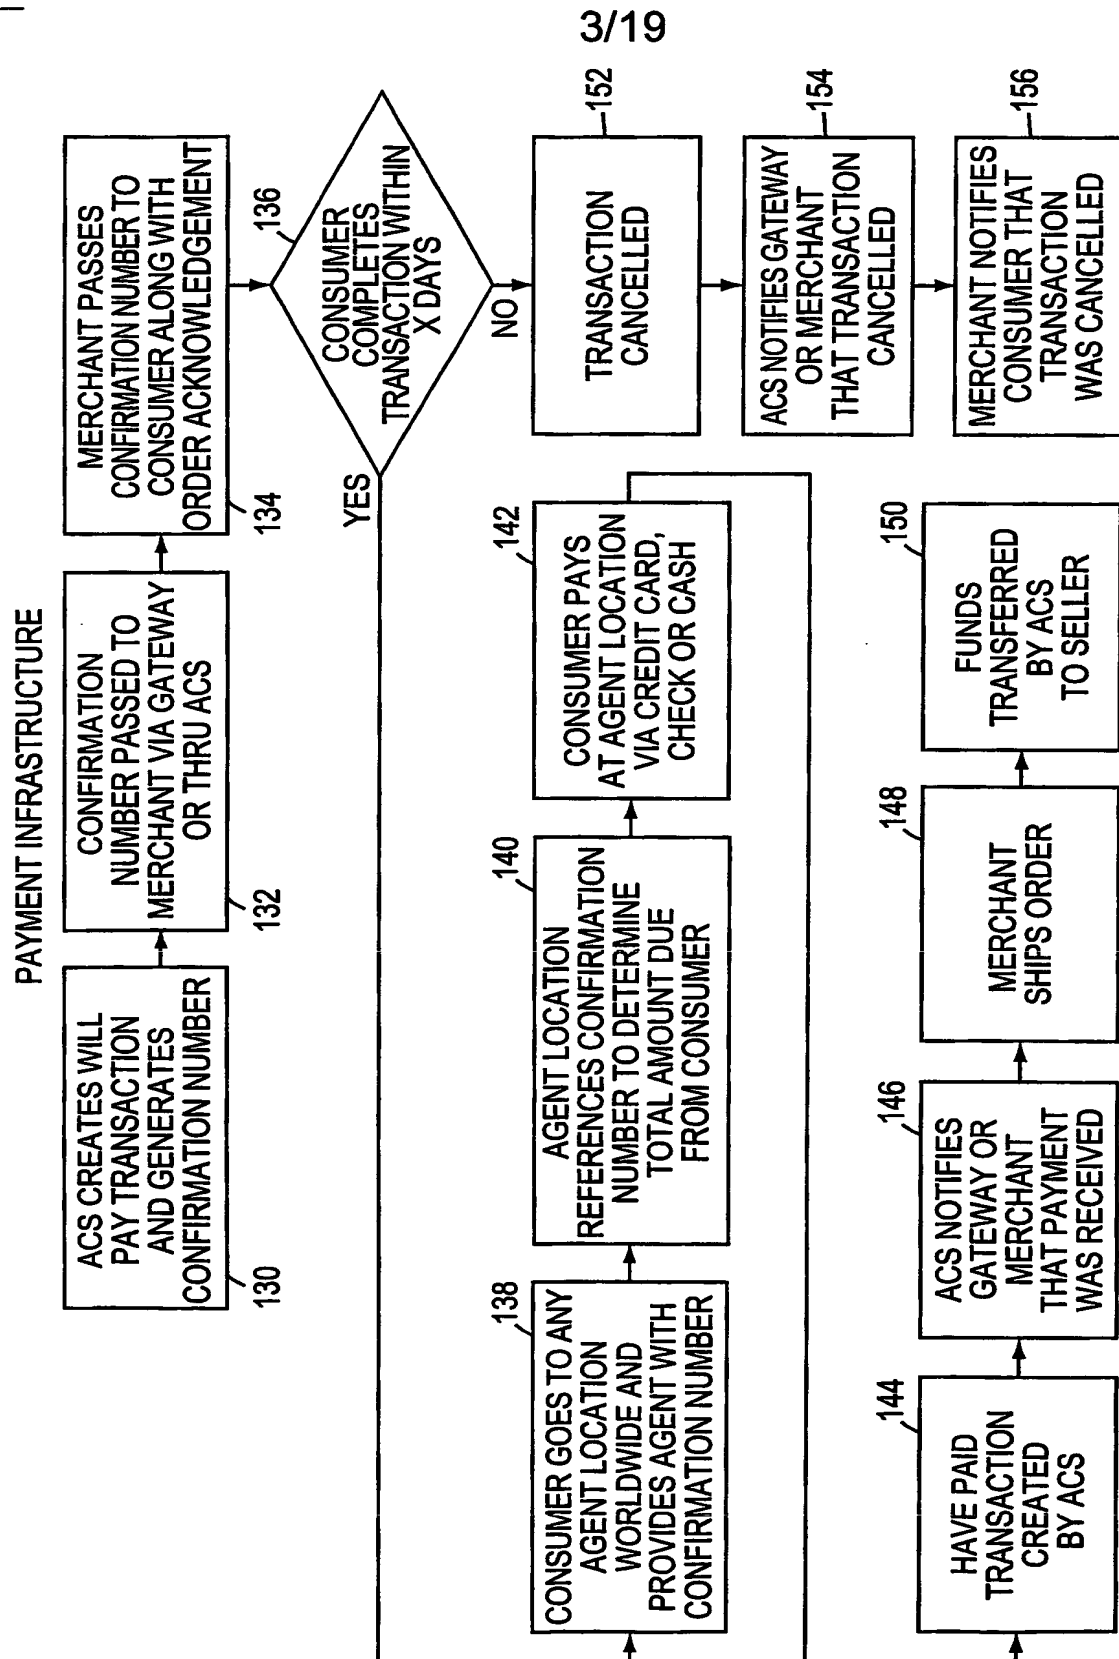 3/19
PAYMENT INFRASTRUCTURE
ACS CREATES WILL
PAY TRANSACTION
AND GENERATES
CONFIRMATION NUMBER
130
CONFIRMATION
NUMBER PASSED TO
MERCHANT VIA GATEWAY
OR THRU ACS
132
MERCHANT PASSES
CONFIRMATION NUMBER TO
CONSUMER ALONG WITH
ORDER ACKNOWLEDGEMENT
134
136
CONSUMER
COMPLETES
TRANSACTION WITHIN
X DAYS
YES
NO
CONSUMER GOES TO ANY
AGENT LOCATION
WORLDWIDE AND
PROVIDES AGENT WITH
CONFIRMATION NUMBER
138
AGENT LOCATION
REFERENCES CONFIRMATION
NUMBER TO DETERMINE
TOTAL AMOUNT DUE
FROM CONSUMER
140
CONSUMER PAYS
AT AGENT LOCATION
VIA CREDIT CARD,
CHECK OR CASH
142
HAVE PAID
TRANSACTION
CREATED
BY ACS
144
ACS NOTIFIES
GATEWAY OR
MERCHANT
THAT PAYMENT
WAS RECEIVED
146
MERCHANT
SHIPS ORDER
148
FUNDS
TRANSFERRED
BY ACS
TO SELLER
150
TRANSACTION
CANCELLED
152
ACS NOTIFIES GATEWAY
OR MERCHANT
THAT TRANSACTION
CANCELLED
154
MERCHANT NOTIFIES
CONSUMER THAT
TRANSACTION
WAS CANCELLED
156